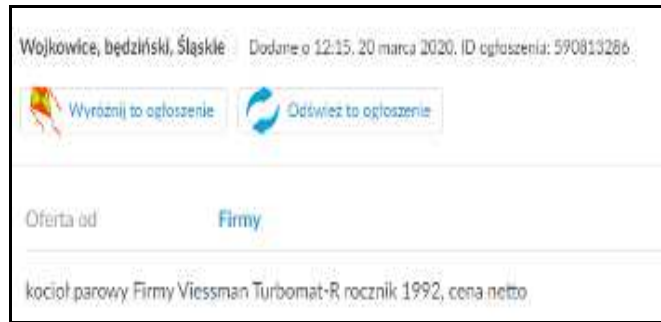 Wojkowice, będziński, Śląskie Dodane o 12:15, 20 marca 2020, ID ogłoszenia: 590813286
Wyróżnij to ogłoszenie Odśwież to ogłoszenie
Oferta od Firmy
kocioł parowy Firmy Viessman Turbomat-R rocznik 1992, cena netto